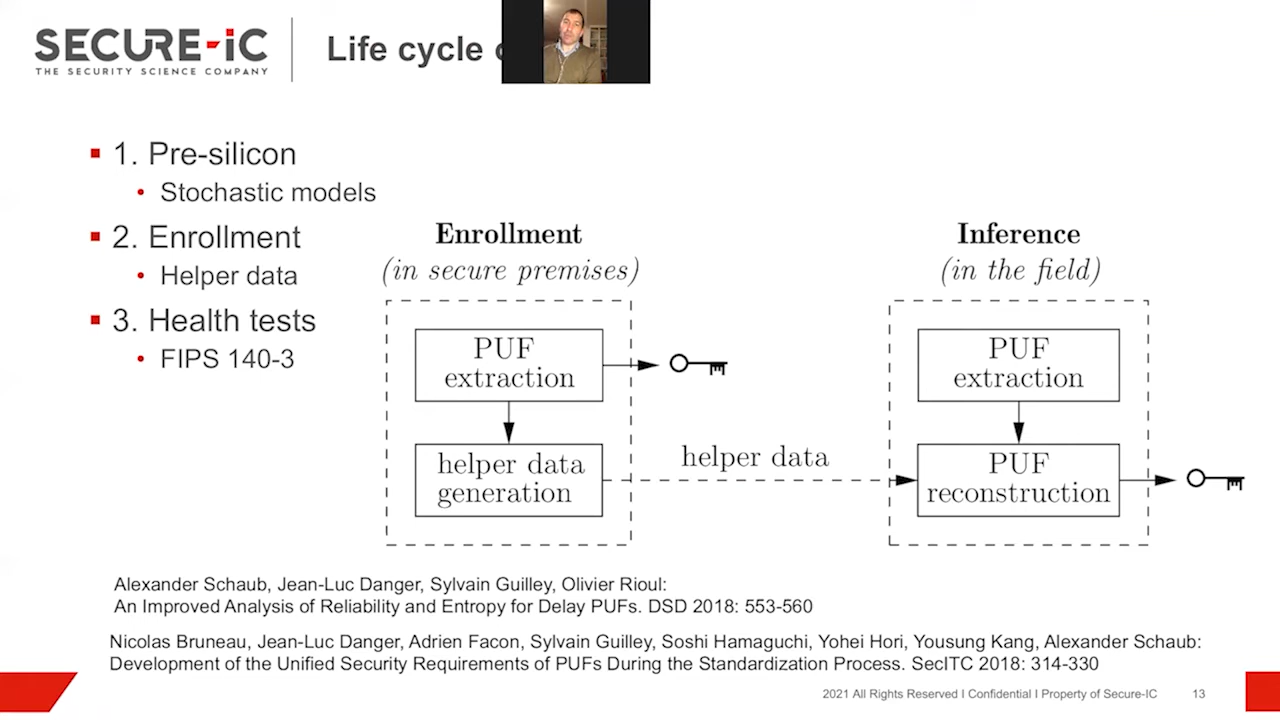 SECURE-iC
THE SECURITY SCIENCE COMPANY
Life cycle
1. Pre-silicon
Stochastic models
2. Enrollment
Helper data
3. Health tests
FIPS 140-3
Enrollment
(in secure premises)
PUF
extraction
helper data
generation
helper data
Inference
(in the field)
PUF
extraction
PUF
reconstruction
Alexander Schaub, Jean-Luc Danger, Sylvain Guilley, Olivier Rioul:
An Improved Analysis of Reliability and Entropy for Delay PUFs. DSD 2018: 553-560
Nicolas Bruneau, Jean-Luc Danger, Adrien Facon, Sylvain Guilley, Soshi Hamaguchi, Yohei Hori, Yousung Kang, Alexander Schaub:
Development of the Unified Security Requirements of PUFs During the Standardization Process. SecITC 2018: 314-330
2021 All Rights Reserved I Confidential I Property of Secure-IC 13